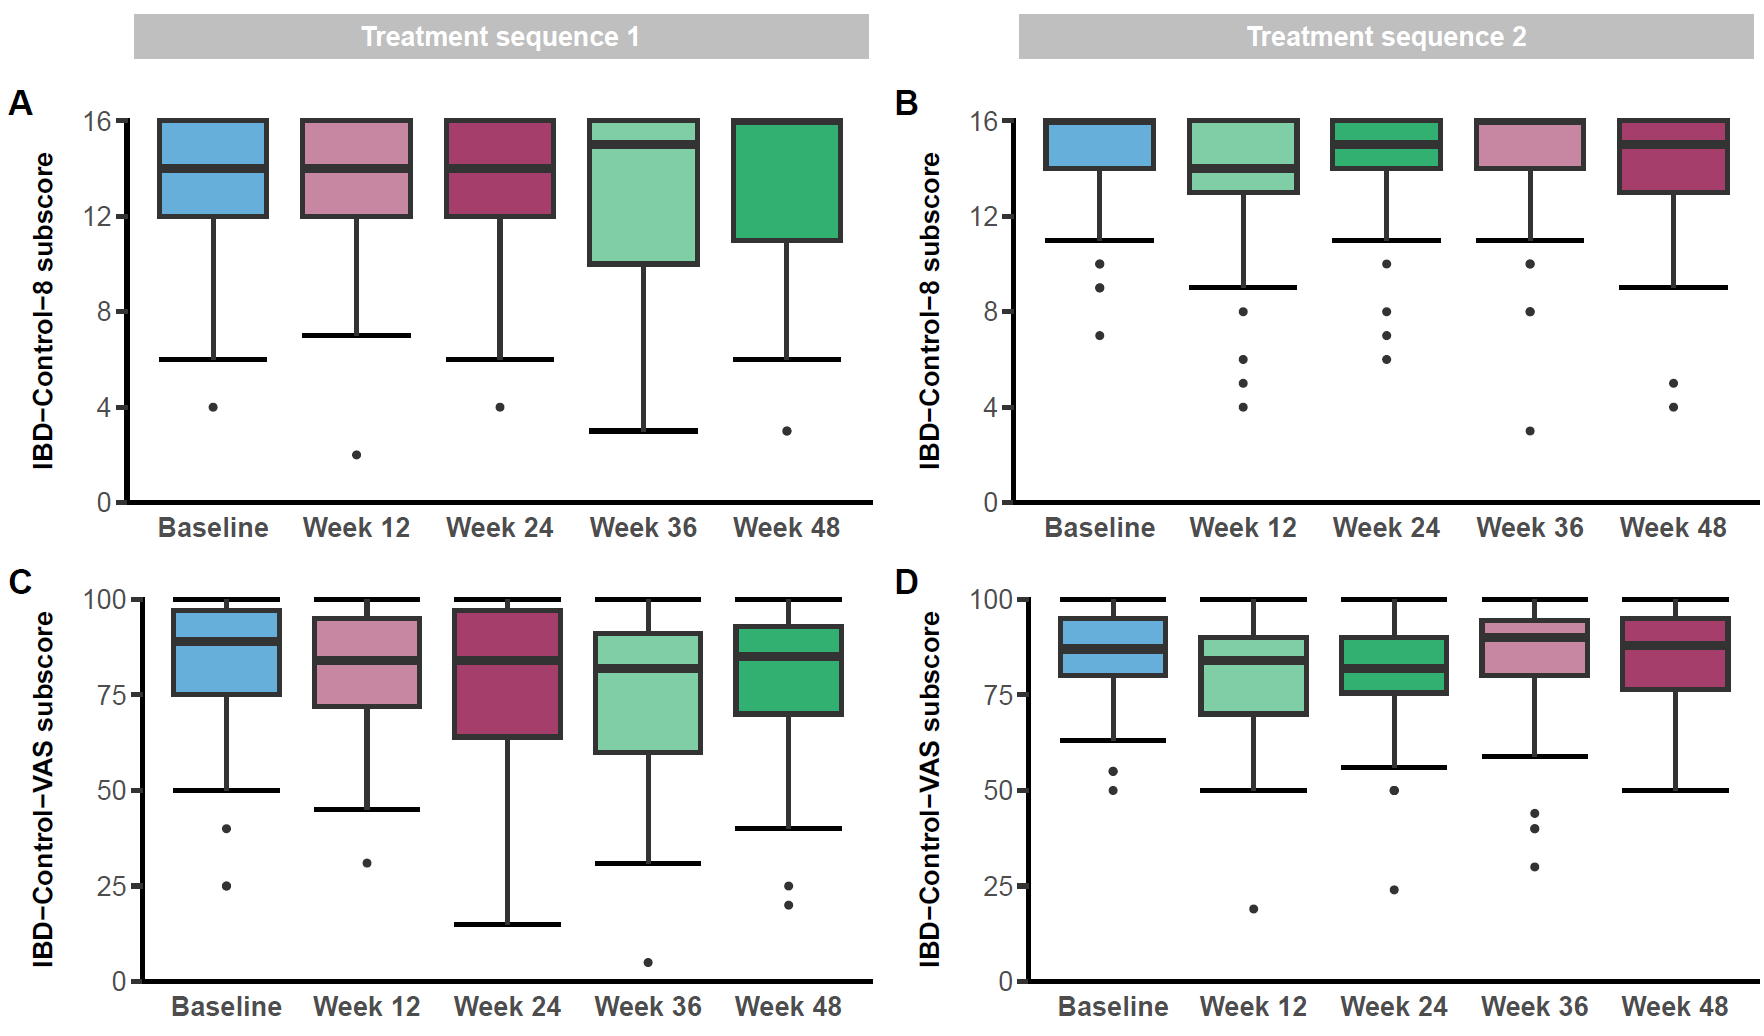 Treatment sequence 1
Treatment sequence 2
A
IBD−Control−8 subscore
16
12
8
4
0
Baseline Week 12 Week 24 Week 36 Week 48
B
IBD−Control−8 subscore
16
12
8
4
0
Baseline Week 12 Week 24 Week 36 Week 48
C
IBD−Control−VAS subscore
100
75
50
25
0
Baseline Week 12 Week 24 Week 36 Week 48
D
IBD−Control−VAS subscore
100
75
50
25
0
Baseline Week 12 Week 24 Week 36 Week 48